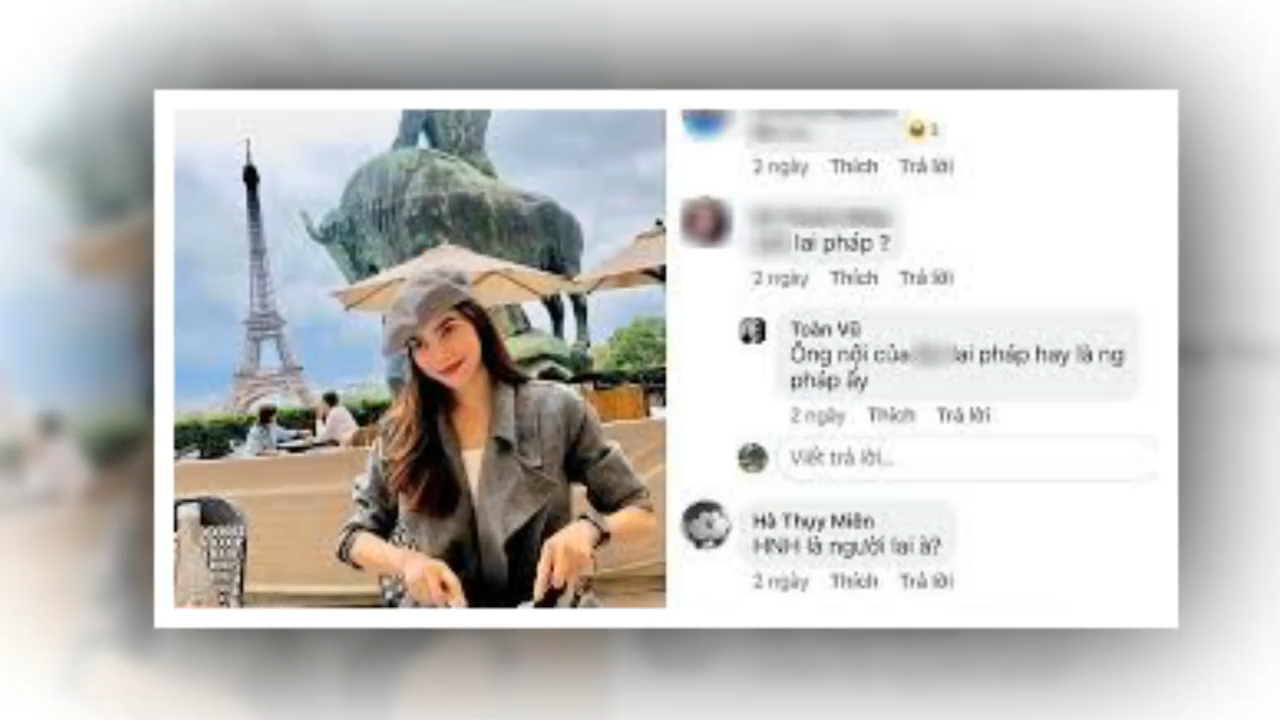 2 ngày Thích Trả lời
lai pháp ?
2 ngày Thích Trả lời
Toàn Vũ
Ông nội của lai pháp hay là ng
pháp ấy
2 ngày Thích Trả lời
Viết trả lời...
Hà Thụy Miên
HNH là người lai à?
2 ngày Thích Trả lời